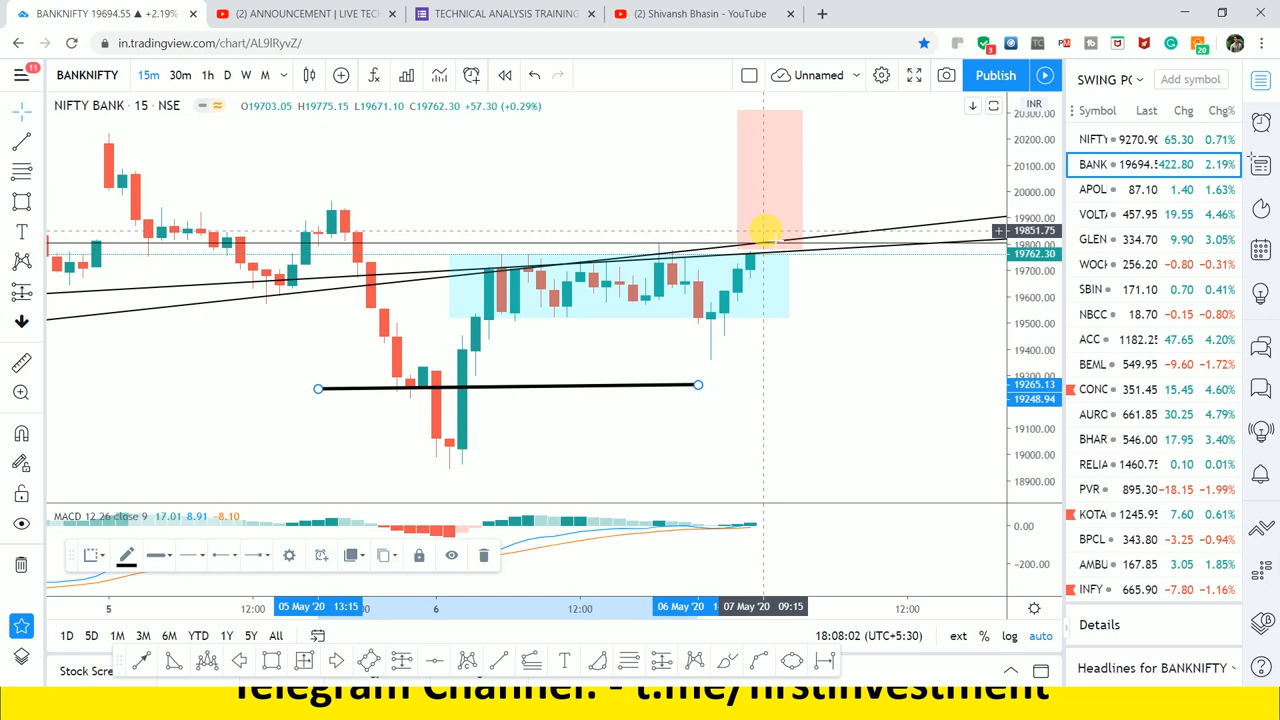 BANKNIFTY 19694.55 ▲ +2.19%
(2) ANNOUNCEMENT | LIVE TEC
TECHNICAL ANALYSIS TRAINING
(2) Shivansh Bhasin - YouTube
in.tradingview.com/chart/AL9lRyvZ/
11
BANKNIFTY
15m 30m 1h D W M
Unnamed
Publish
SWING PC
Add symbol
NIFTY BANK · 15 · NSE
O19703.05 H19775.15 L19671.10 C19762.30 +57.30 (+0.29%)
INR
20300.00
20200.00
20100.00
20000.00
19900.00
19851.75
19800.00
19762.30
19700.00
19600.00
19500.00
19400.00
19300.00
19265.13
19248.94
19100.00
19000.00
18900.00
Symbol Last Chg Chg%
NIFTY 9270.90 65.30 0.71%
BANK 19694.5 422.80 2.19%
APOL 87.10 1.40 1.63%
VOLTA 457.95 19.55 4.46%
GLEN 334.70 9.90 3.05%
WOCH 256.20 −0.80 −0.31%
SBIN 171.10 0.70 0.41%
NBCC 18.70 −0.15 −0.80%
ACC 1182.25 47.65 4.20%
BEML 549.90 −9.60 −1.72%
CONC 351.45 15.45 4.60%
AURO 661.85 30.25 4.79%
BHAR 546.00 17.95 3.40%
RELIA 1460.75 0.10 0.01%
PVR 895.30 −18.15 −1.99%
KOTA 1245.95 7.60 0.61%
BPCL 343.80 −3.25 −0.94%
AMBU 167.85 3.05 1.85%
INFY 665.90 −7.80 −1.16%
MACD 12 26 close 9 17.01 8.91 −8.10
0.00
−200.00
5 12:00 05 May '20 13:15 6 12:00 06 May '20 07 May '20 09:15 12:00
1D 5D 1M 3M 6M YTD 1Y 5Y All
18:08:02 (UTC+5:30) ext % log auto
Details
Stock Scre
Headlines for BANKNIFTY
Telegram Channel: - t.me/firstinvestment